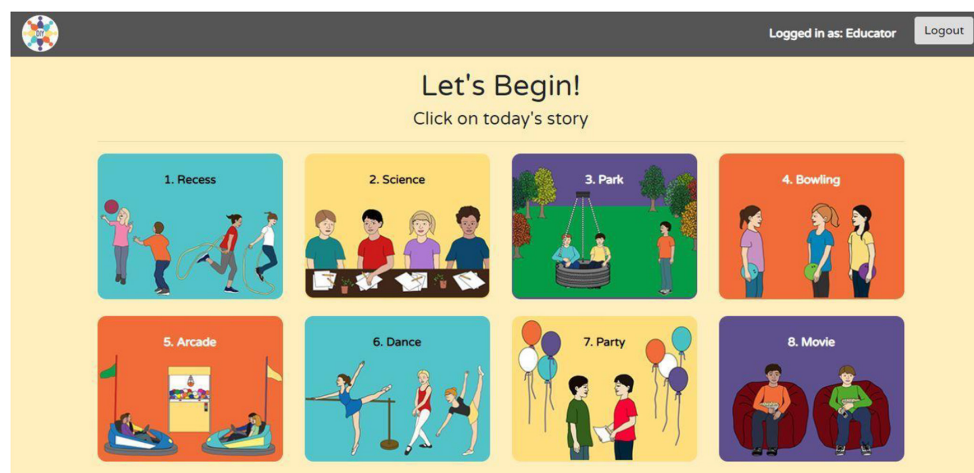 DIY
Logged in as: Educator
Logout
Let's Begin!
Click on today's story
1. Recess
2. Science
3. Park
4. Bowling
5. Arcade
6. Dance
7. Party
8. Movie